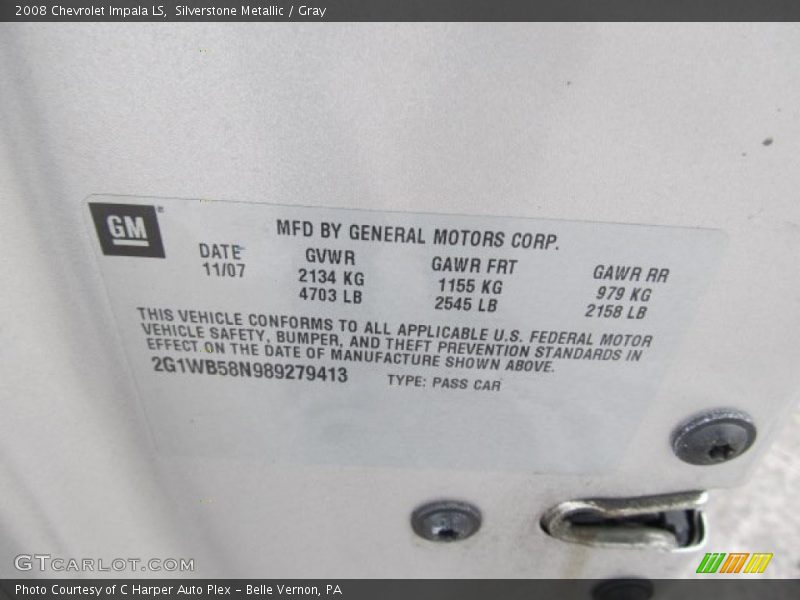 2008 Chevrolet Impala LS, Silverstone Metallic / Gray
GM
MFD BY GENERAL MOTORS CORP.
DATE GVWR GAWR FRT GAWR RR
11/07 2134 KG 1155 KG 979 KG
4703 LB 2545 LB 2158 LB
THIS VEHICLE CONFORMS TO ALL APPLICABLE U.S. FEDERAL MOTOR
VEHICLE SAFETY, BUMPER, AND THEFT PREVENTION STANDARDS IN
EFFECT ON THE DATE OF MANUFACTURE SHOWN ABOVE.
2G1WB58N989279413 TYPE: PASS CAR
GTCARLOT.COM
Photo Courtesy of C Harper Auto Plex - Belle Vernon, PA